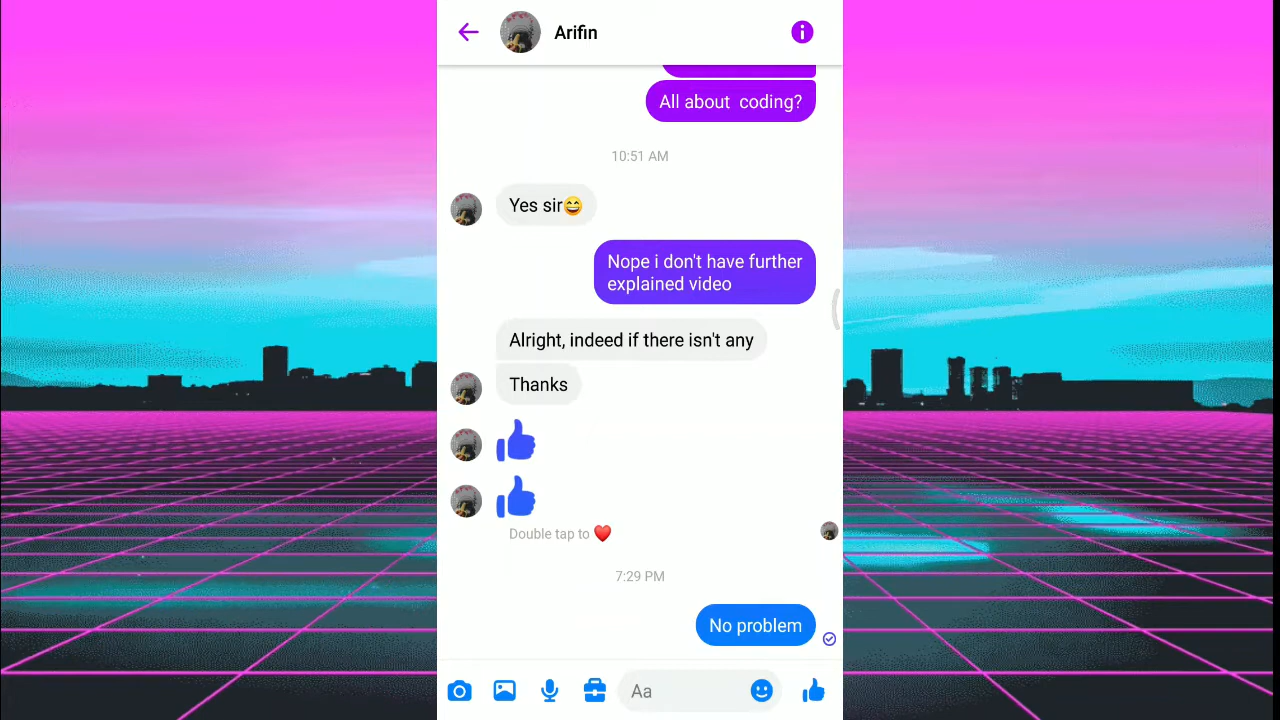 Arifin
All about coding?
10:51 AM
Yes sir😄
Nope i don't have further
explained video
Alright, indeed if there isn't any
Thanks
Double tap to ❤️
7:29 PM
No problem
Aa